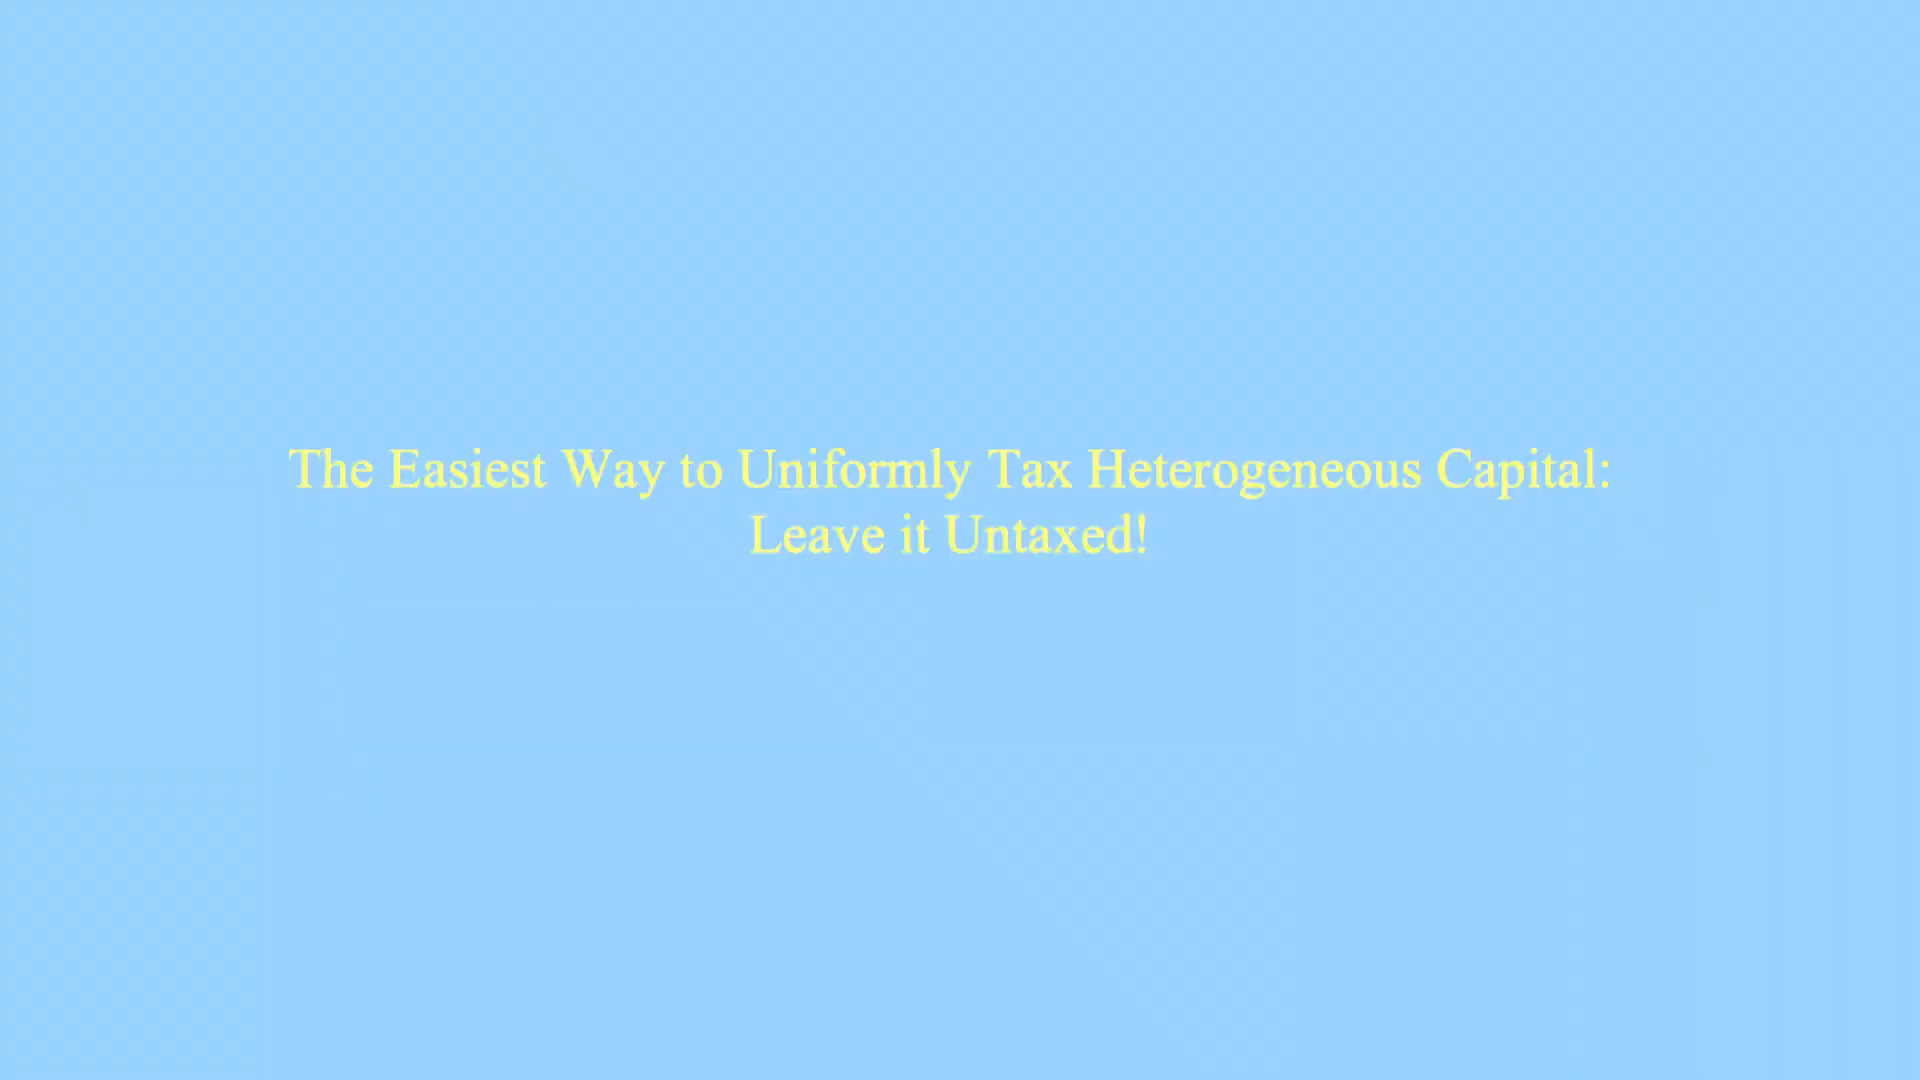 The Easiest Way to Uniformly Tax Heterogeneous Capital:
Leave it Untaxed!